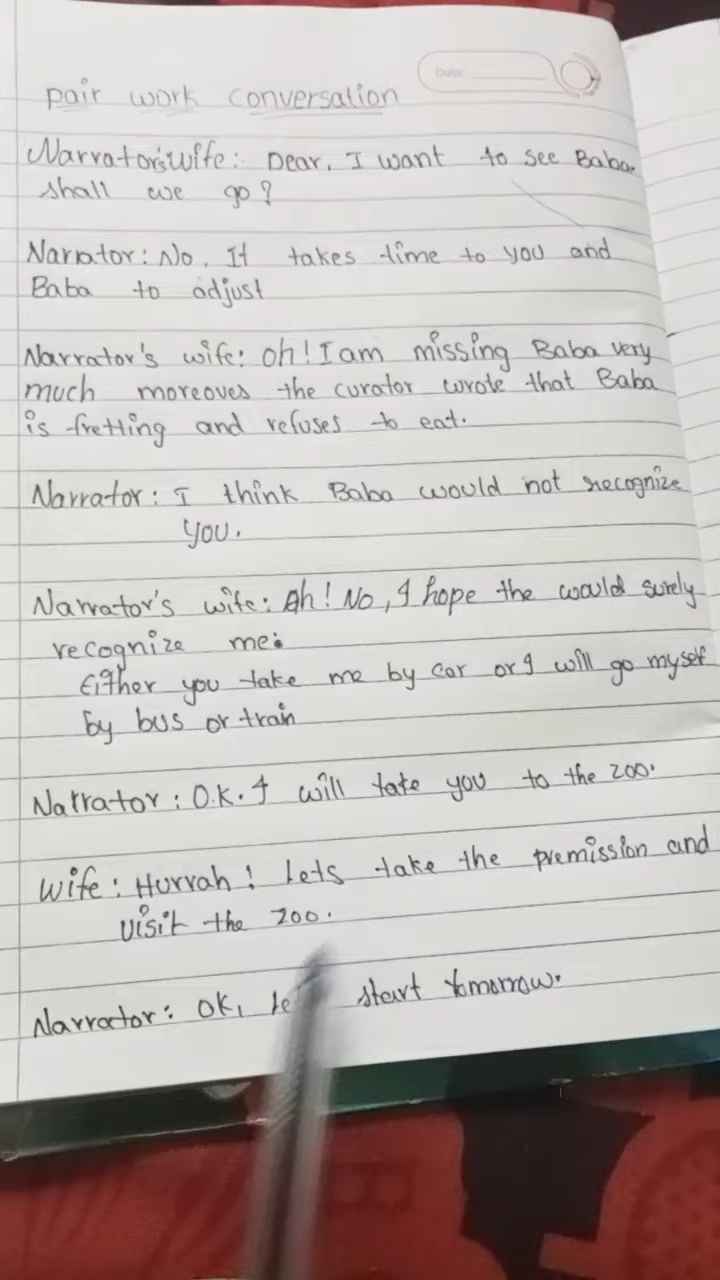 Date:
pair work conversation
Narrator's wife: Dear, I want to see Baba.
shall we go?
Narrator: No, It takes time to you and
Baba to adjust
Narrator's wife: oh! I am missing Baba very
much moreoves the curator wrote that Baba
is fretting and refuses to eat.
Narrator: I think Baba would not recognize
you.
Narrator's wife: Ah! No, I hope the would surely
recognize me.
Either you take me by car or I will go myself
by bus or train
Narrator: O.K. I will take you to the zoo.
Wife: Hurrah! Lets take the premission and
visit the zoo.
Narrator: OK, start tomorrow.